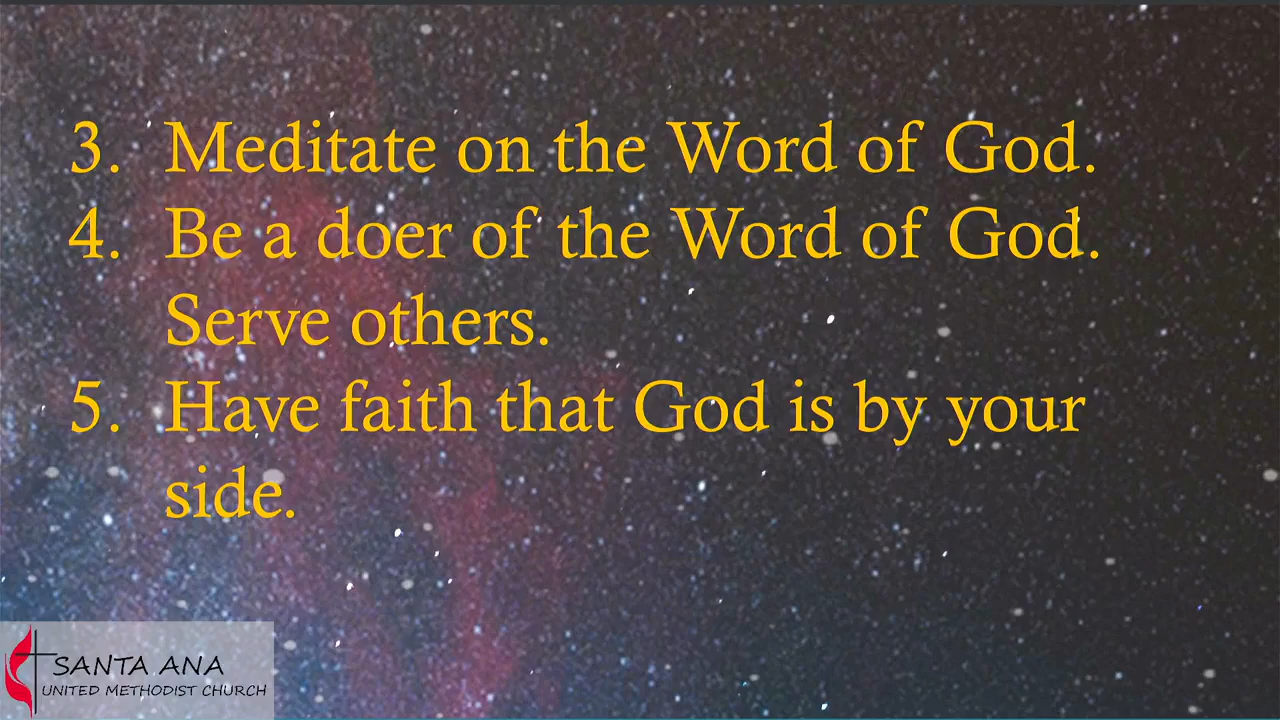 3. Meditate on the Word of God.
4. Be a doer of the Word of God.
Serve others.
5. Have faith that God is by your
side.
SANTA ANA
UNITED METHODIST CHURCH